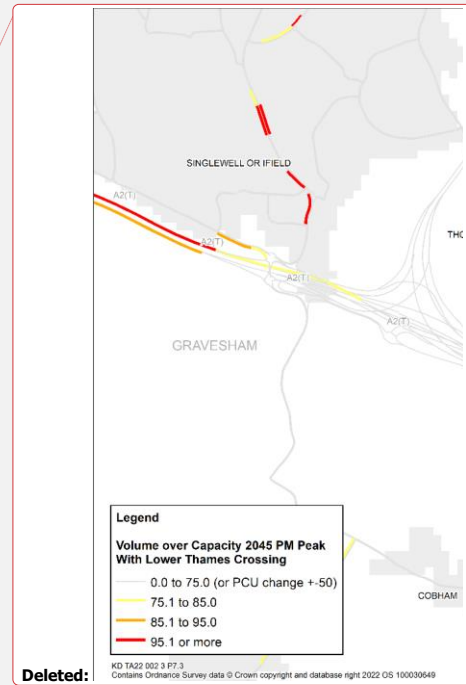 SINGLEWELL OR IFIELD
THO
A2(T)
A2(T)
A2(T)
A2(T)
GRAVESHAM
Legend
Volume over Capacity 2045 PM Peak
With Lower Thames Crossing
0.0 to 75.0 (or PCU change +-50)
75.1 to 85.0
85.1 to 95.0
95.1 or more
COBHAM
KD TA22 002 3 P7.3
Contains Ordnance Survey data @ Crown copyright and database right 2022 OS 100030649
Deleted: